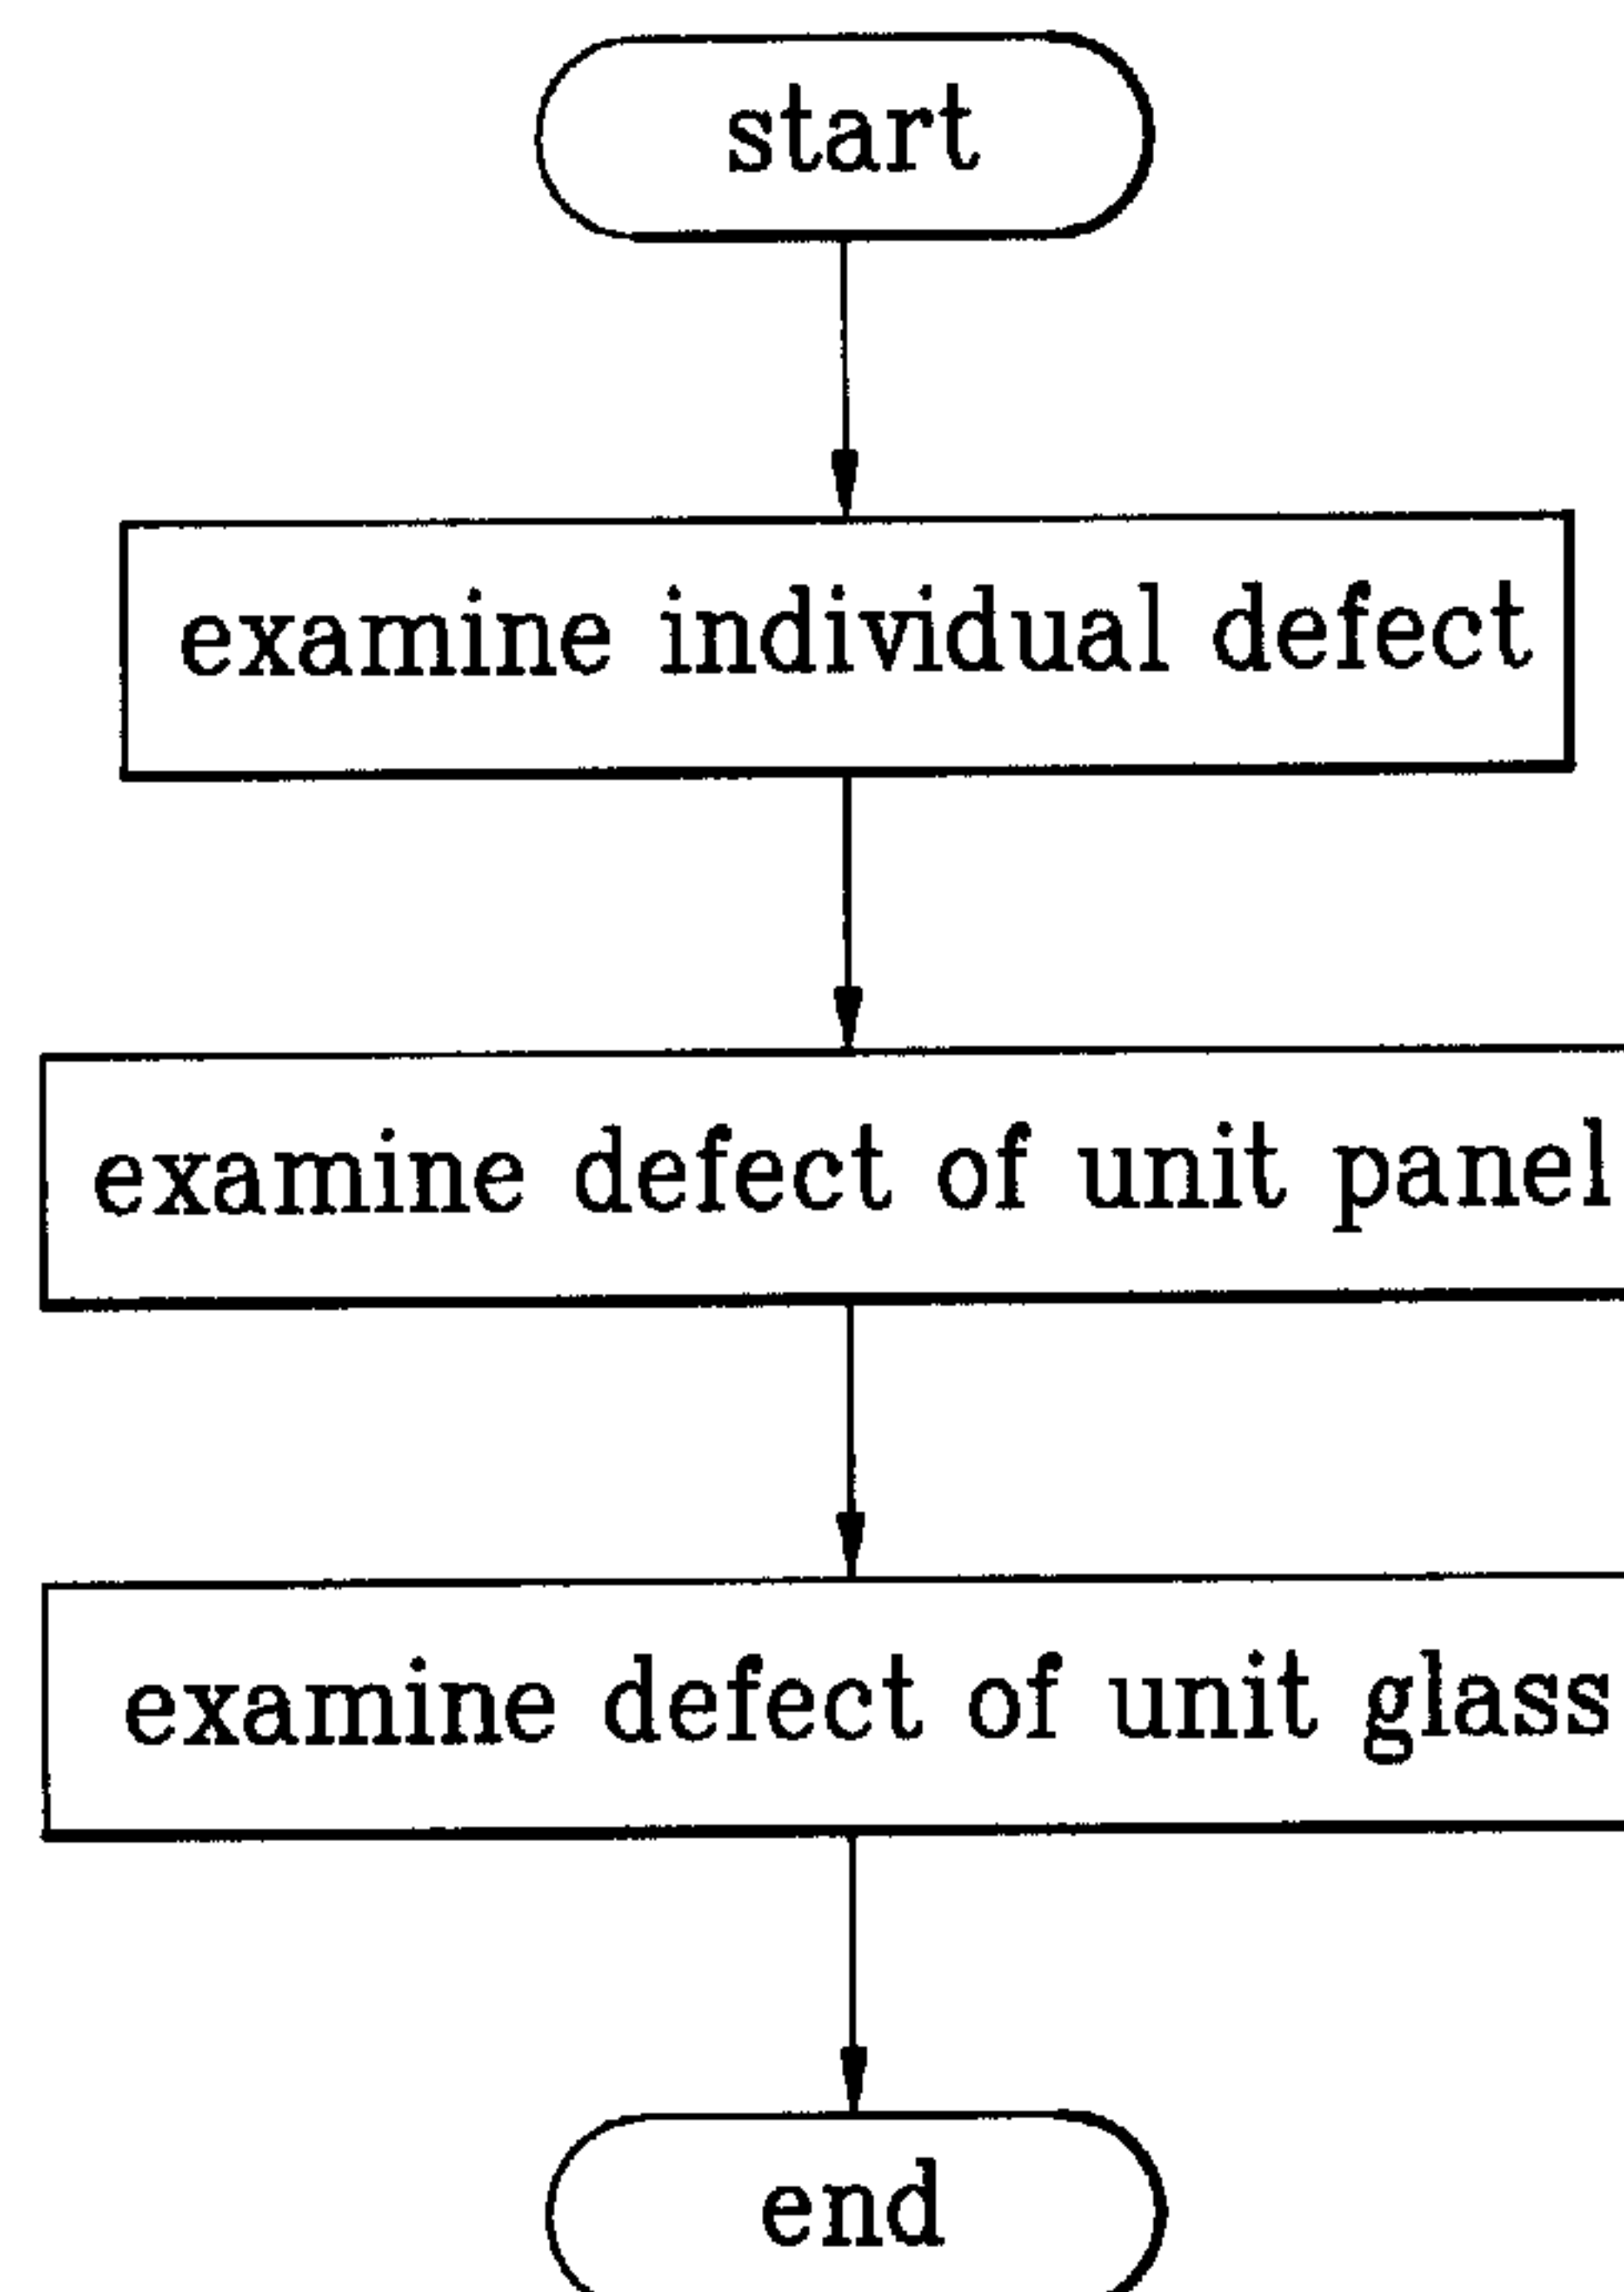 start
examine individual defect
examine defect of unit panel
examine defect of unit glass
end